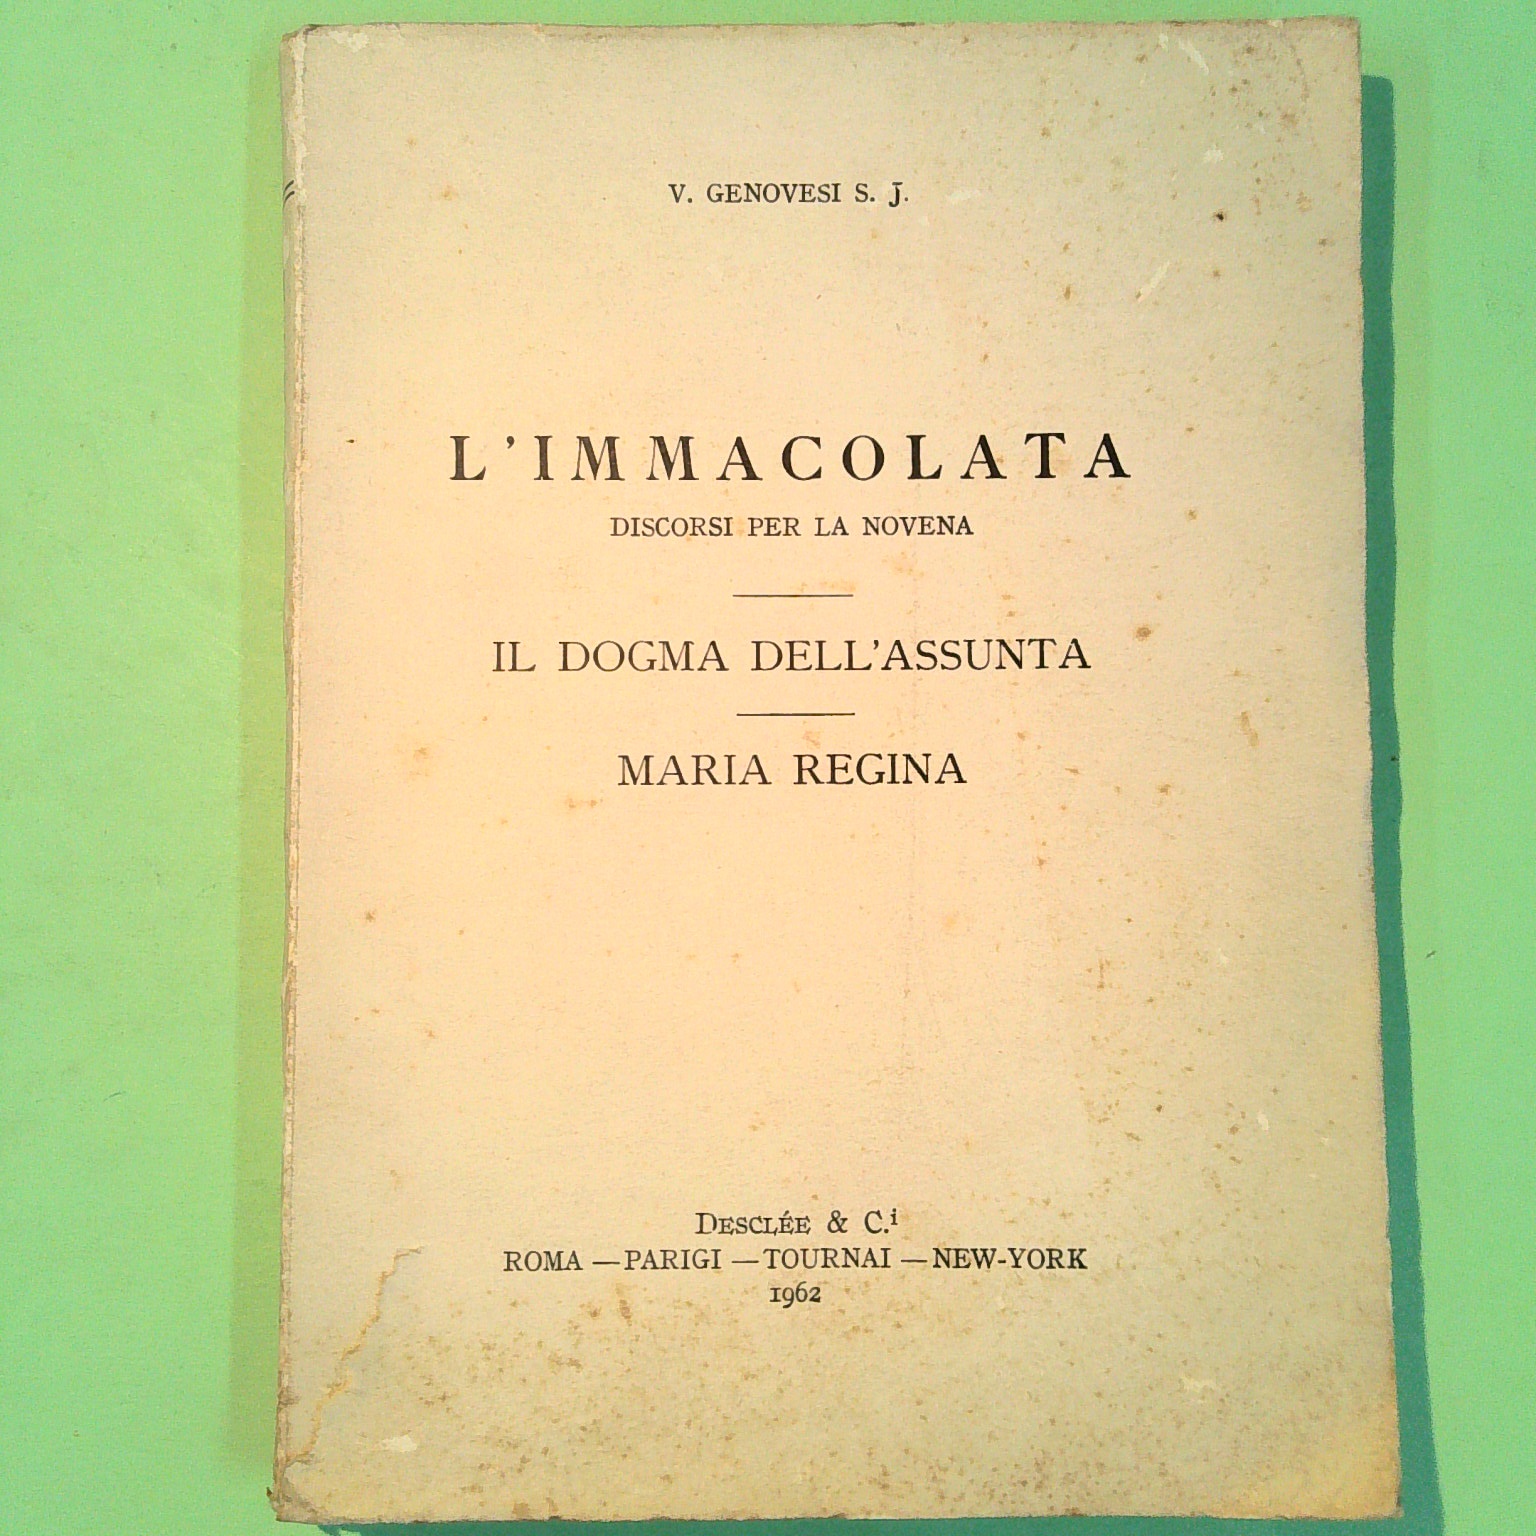 V. GENOVESI S. J.
L'IMMACOLATA
DISCORSI PER LA NOVENA
IL DOGMA DELL'ASSUNTA
MARIA REGINA
DESCLÉE & C.i
ROMA — PARIGI — TOURNAI — NEW-YORK
1962